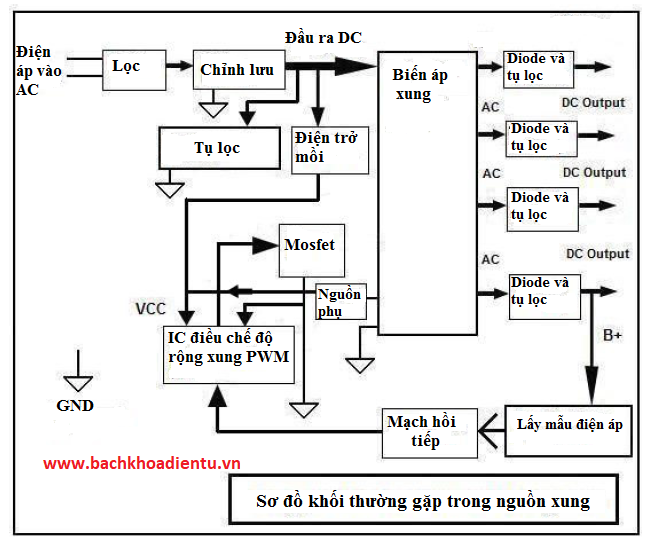 Đầu ra DC
Điện
áp vào
AC
Lọc
Chỉnh lưu
Biến áp
xung
Diode và
tụ lọc
AC
DC Output
Diode và
tụ lọc
AC
DC Output
Diode và
tụ lọc
AC
DC Output
Diode và
tụ lọc
B+
Tụ lọc
Điện trở
mồi
Mosfet
Nguồn
phụ
VCC
IC điều chế độ
rộng xung PWM
GND
Mạch hồi
tiếp
Lấy mẫu điện áp
www.bachkhoadientu.vn
Sơ đồ khối thường gặp trong nguồn xung